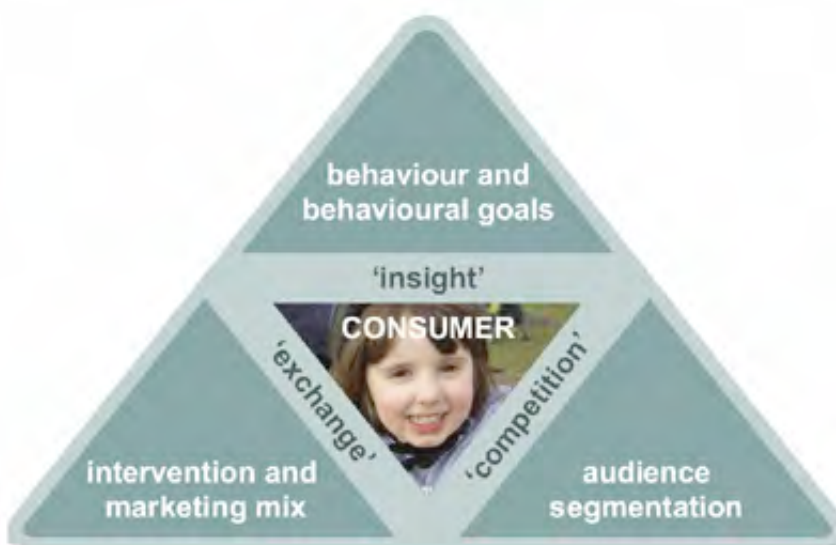 behaviour and
behavioural goals
‘insight’
CONSUMER
‘exchange’
‘competition’
intervention and
marketing mix
audience
segmentation